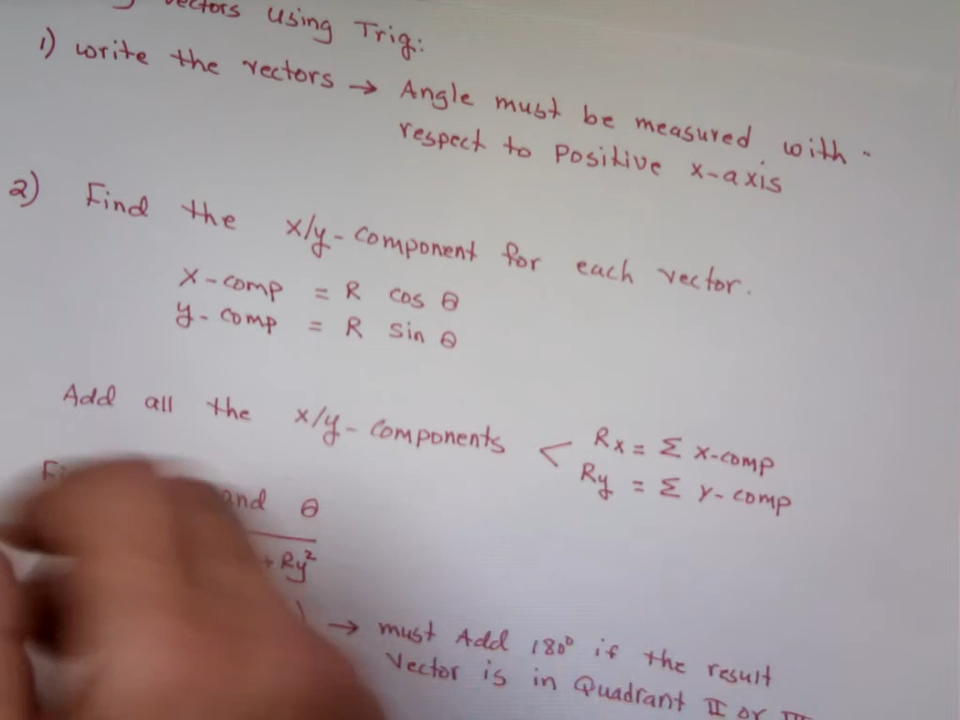 vectors using Trig:
1) write the vectors → Angle must be measured with
respect to positive x-axis
2) Find the x/y-component for each vector.
x-comp = R cos θ
y-comp = R sin θ
Add all the x/y-components < Rx = Σ x-comp
Ry = Σ y-comp
and θ
+ Ry²
) → must Add 180° if the result
vector is in Quadrant II or III